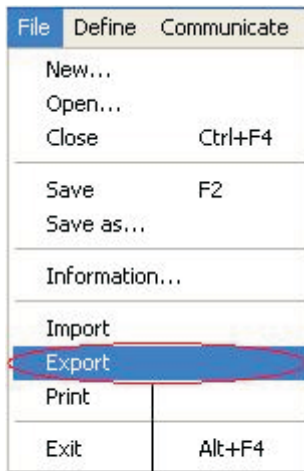 File Define Communicate
New...
Open...
Close Ctrl+F4
Save F2
Save as...
Information...
Import
Export
Print
Exit Alt+F4